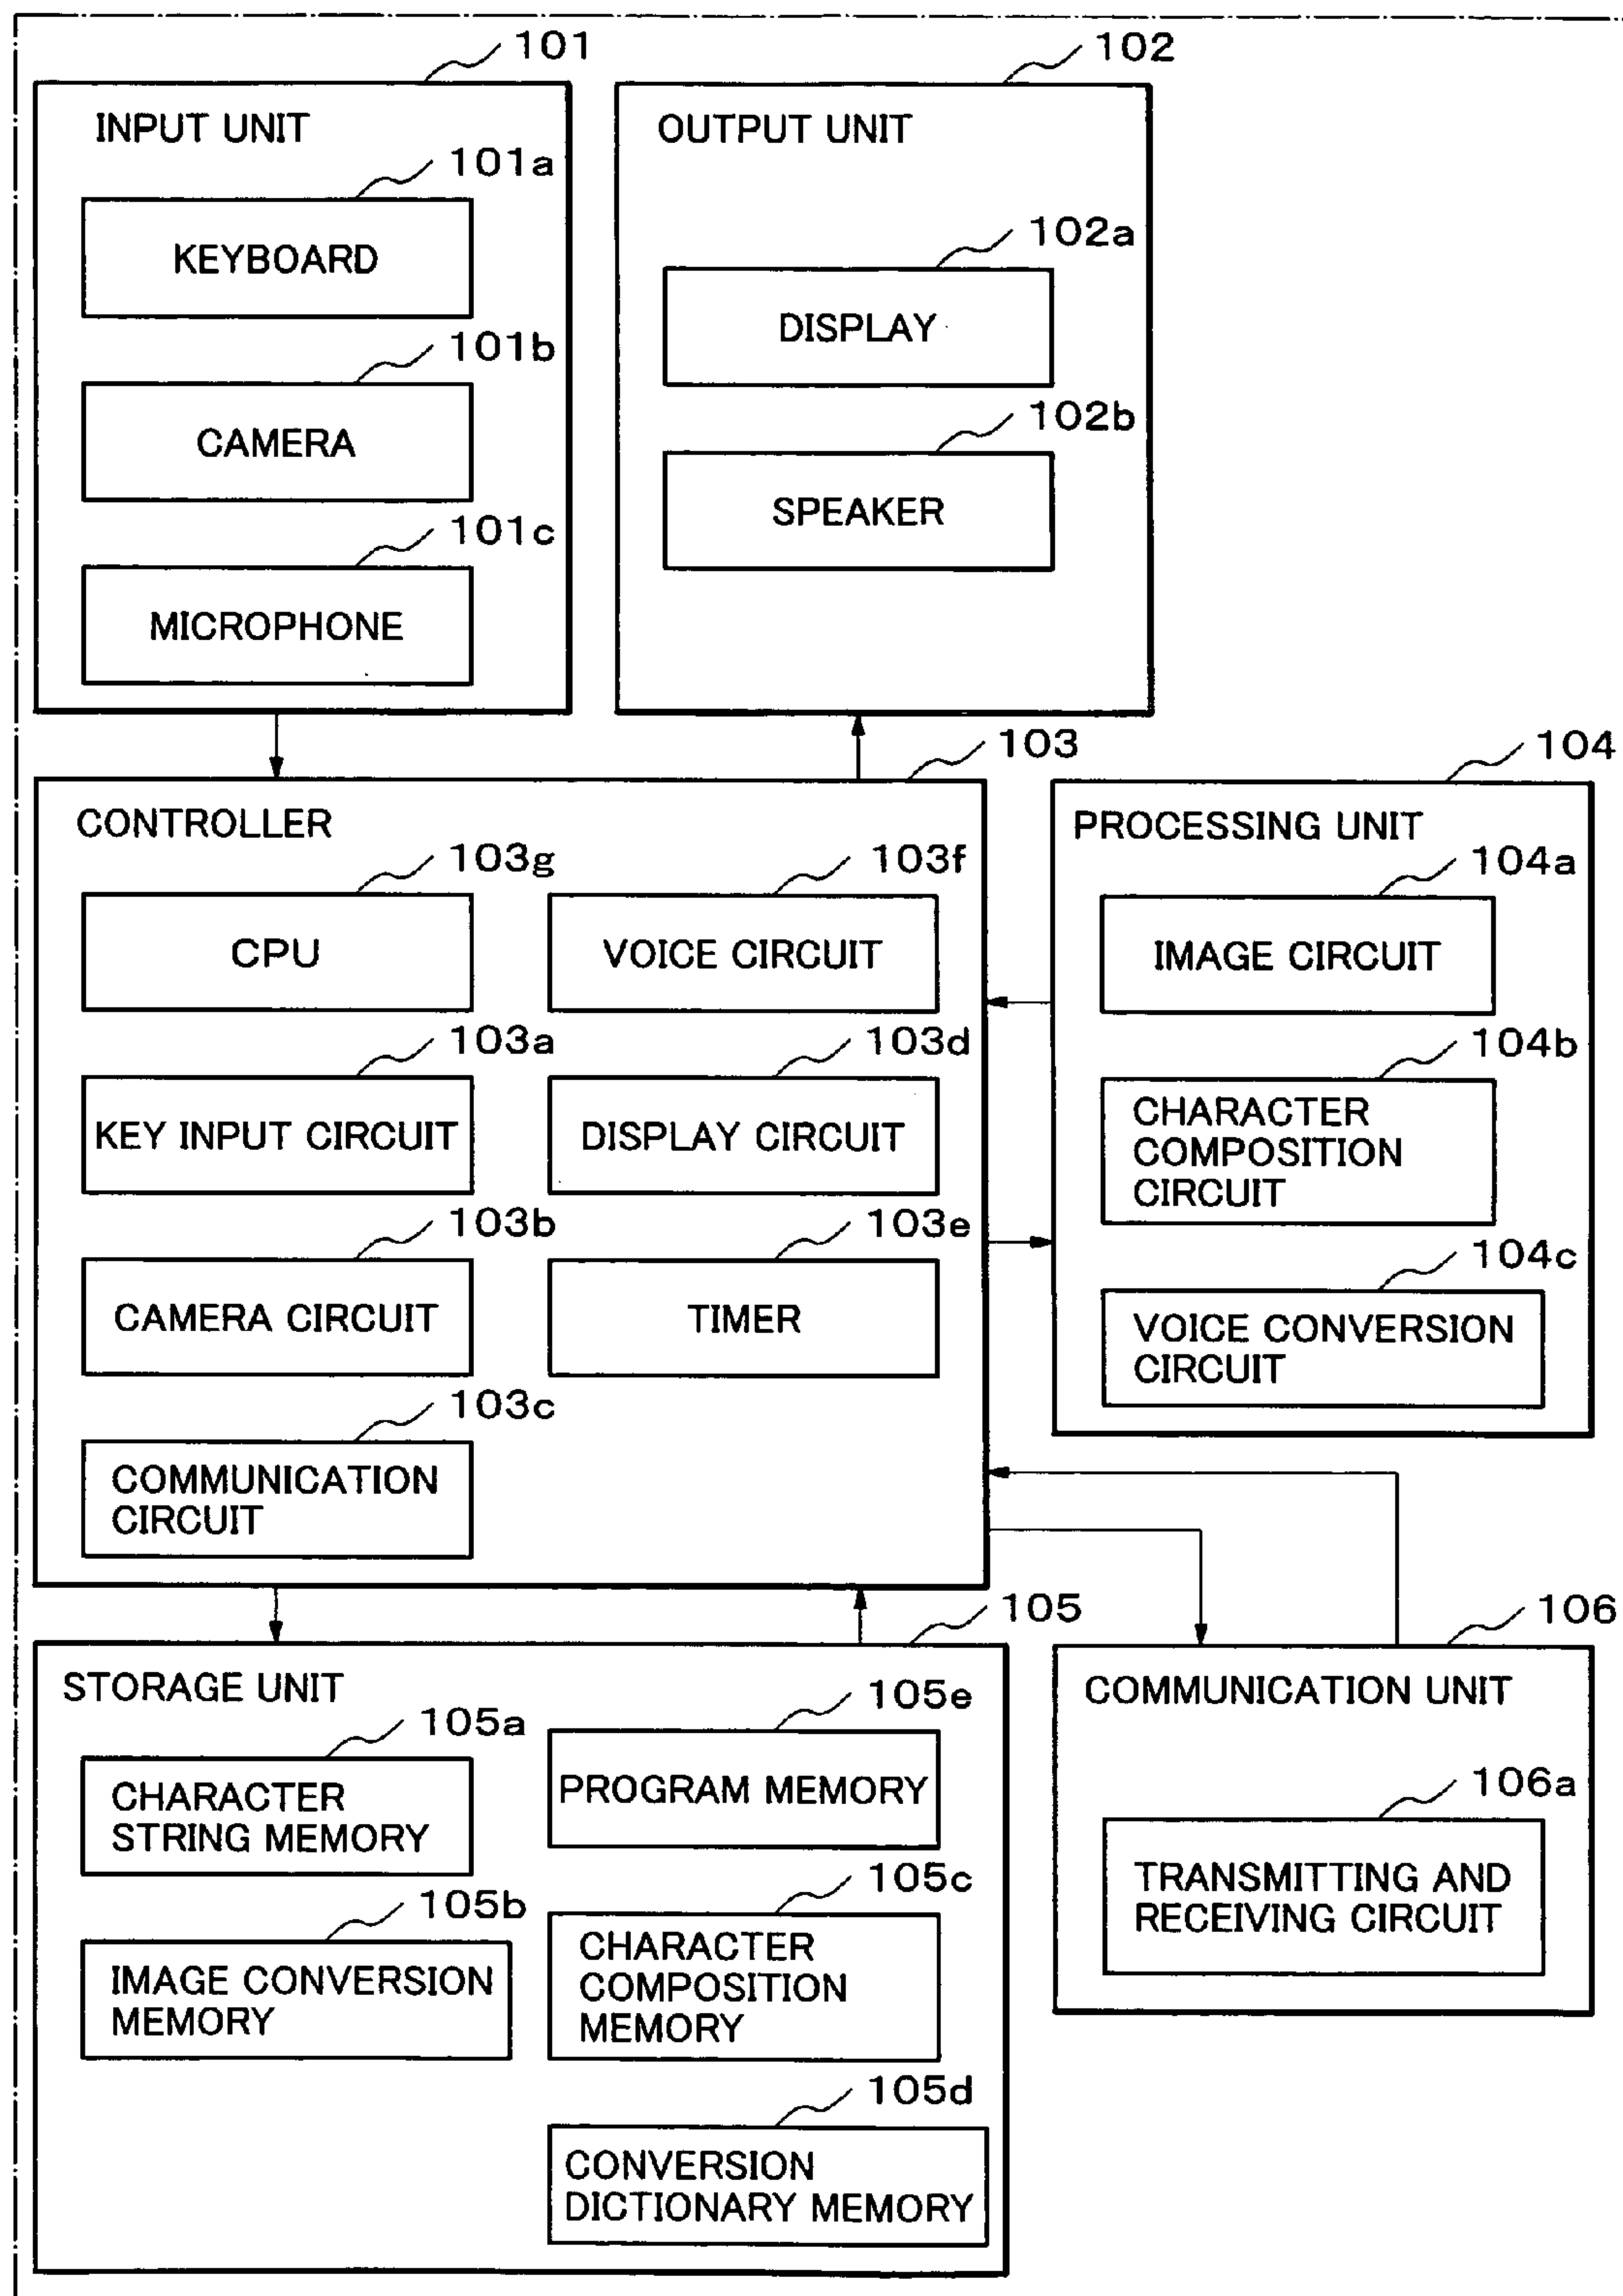 101
INPUT UNIT
101a
KEYBOARD
101b
CAMERA
101c
MICROPHONE
102
OUTPUT UNIT
102a
DISPLAY
102b
SPEAKER
103
CONTROLLER
103g
CPU
103f
VOICE CIRCUIT
103a
KEY INPUT CIRCUIT
103d
DISPLAY CIRCUIT
103b
CAMERA CIRCUIT
103e
TIMER
103c
COMMUNICATION
CIRCUIT
104
PROCESSING UNIT
104a
IMAGE CIRCUIT
104b
CHARACTER
COMPOSITION
CIRCUIT
104c
VOICE CONVERSION
CIRCUIT
105
STORAGE UNIT
105a
CHARACTER
STRING MEMORY
105b
IMAGE CONVERSION
MEMORY
105e
PROGRAM MEMORY
105c
CHARACTER
COMPOSITION
MEMORY
105d
CONVERSION
DICTIONARY MEMORY
106
COMMUNICATION UNIT
106a
TRANSMITTING AND
RECEIVING CIRCUIT